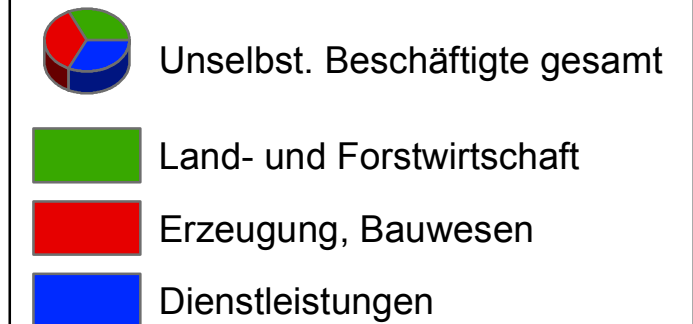 Unselbst. Beschäftigte gesamt
Land- und Forstwirtschaft
Erzeugung, Bauwesen
Dienstleistungen